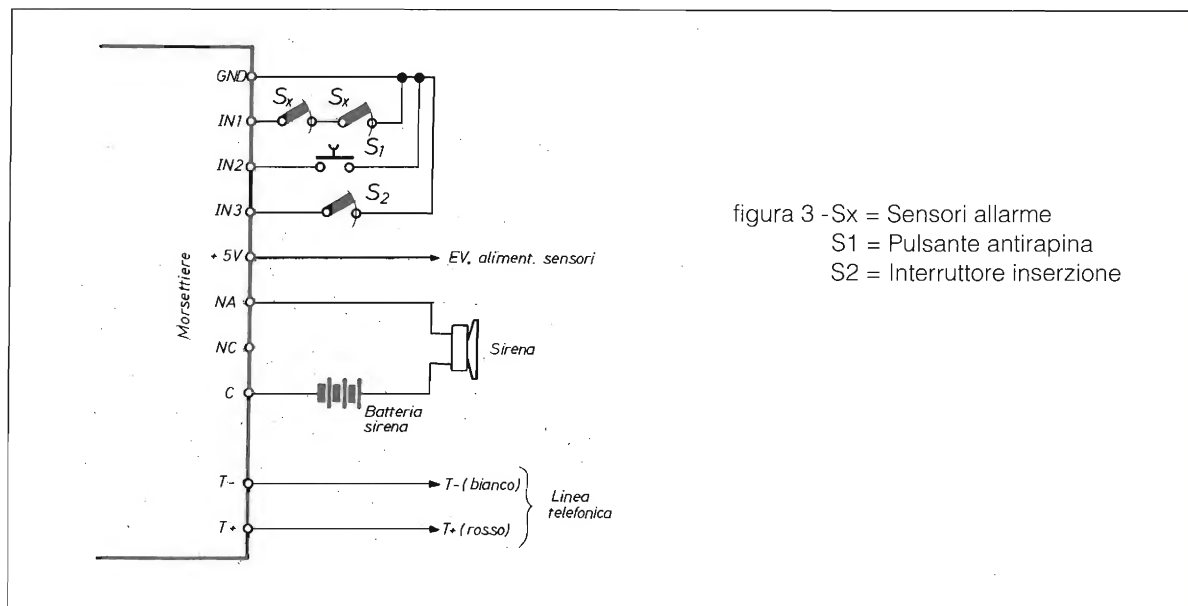 GND
Sx Sx
IN1
S1
IN2
S2
IN3
+ 5V
EV. aliment. sensori
NA
Morsettiere
NC
Sirena
C
Batteria
sirena
T-
T-(bianco)
Linea
telefonica
T+
T+(rosso)
figura 3 -Sx = Sensori allarme
S1 = Pulsante antirapina
S2 = Interruttore inserzione